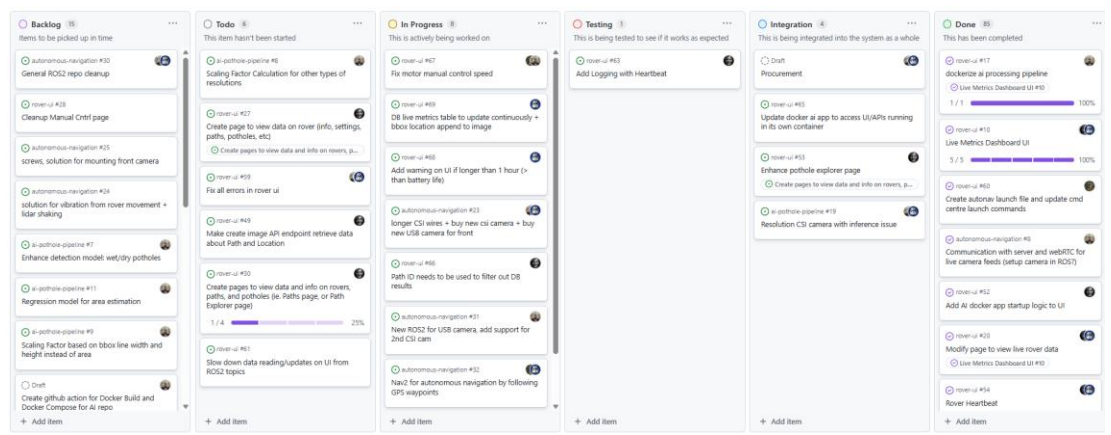 Backlog 15
Items to be picked up in time
autonomous-navigation #30
General ROS2 repo cleanup
rover-ui #28
Cleanup Manual Cntrl page
autonomous-navigation #25
screws, solution for mounting front camera
autonomous-navigation #24
solution for vibration from rover movement +
lidar shaking
ai-pothole-pipeline #7
Enhance detection model: wet/dry potholes
ai-pothole-pipeline #11
Regression model for area estimation
ai-pothole-pipeline #9
Scaling Factor based on bbox line width and
height instead of area
Draft
Create github action for Docker Build and
Docker Compose for AI repo
+ Add item
Todo 6
This item hasn't been started
ai-pothole-pipeline #6
Scaling Factor Calculation for other types of
resolutions
rover-ui #27
Create page to view data on rover (info, settings,
paths, potholes, etc)
Create pages to view data and info on rovers, p...
rover-ui #59
Fix all errors in rover ui
rover-ui #49
Make create image API endpoint retrieve data
about Path and Location
rover-ui #30
Create pages to view data and info on rovers,
paths, and potholes (ie. Paths page, or Path
Explorer page)
1 / 4 25%
rover-ui #61
Slow down data reading/updates on UI from
ROS2 topics
+ Add item
In Progress 8
This is actively being worked on
rover-ui #67
Fix motor manual control speed
rover-ui #69
DB live metrics table to update continuously +
bbox location append to image
rover-ui #68
Add warning on UI if longer than 1 hour (>
than battery life)
autonomous-navigation #23
longer CSI wires + buy new csi camera + buy
new USB camera for front
rover-ui #66
Path ID needs to be used to filter out DB
results
autonomous-navigation #31
New ROS2 for USB camera, add support for
2nd CSI cam
autonomous-navigation #32
Nav2 for autonomous navigation by following
GPS waypoints
+ Add item
Testing 1
This is being tested to see if it works as expected
rover-ui #63
Add Logging with Heartbeat
+ Add item
Integration 4
This is being integrated into the system as a whole
Draft
Procurement
rover-ui #65
Update docker ai app to access UI/APIs running
in its own container
rover-ui #53
Enhance pothole explorer page
Create pages to view data and info on rovers, p...
ai-pothole-pipeline #19
Resolution CSI camera with inference issue
+ Add item
Done 85
This has been completed
rover-ui #17
dockerize ai processing pipeline
Live Metrics Dashboard UI #10
1 / 1 100%
rover-ui #10
Live Metrics Dashboard UI
5 / 5 100%
rover-ui #60
Create autonav launch file and update cmd
centre launch commands
autonomous-navigation #8
Communication with server and webRTC for
live camera feeds (setup camera in ROS?)
rover-ui #52
Add AI docker app startup logic to UI
rover-ui #20
Modify page to view live rover data
Live Metrics Dashboard UI #10
rover-ui #54
Rover Heartbeat
+ Add item